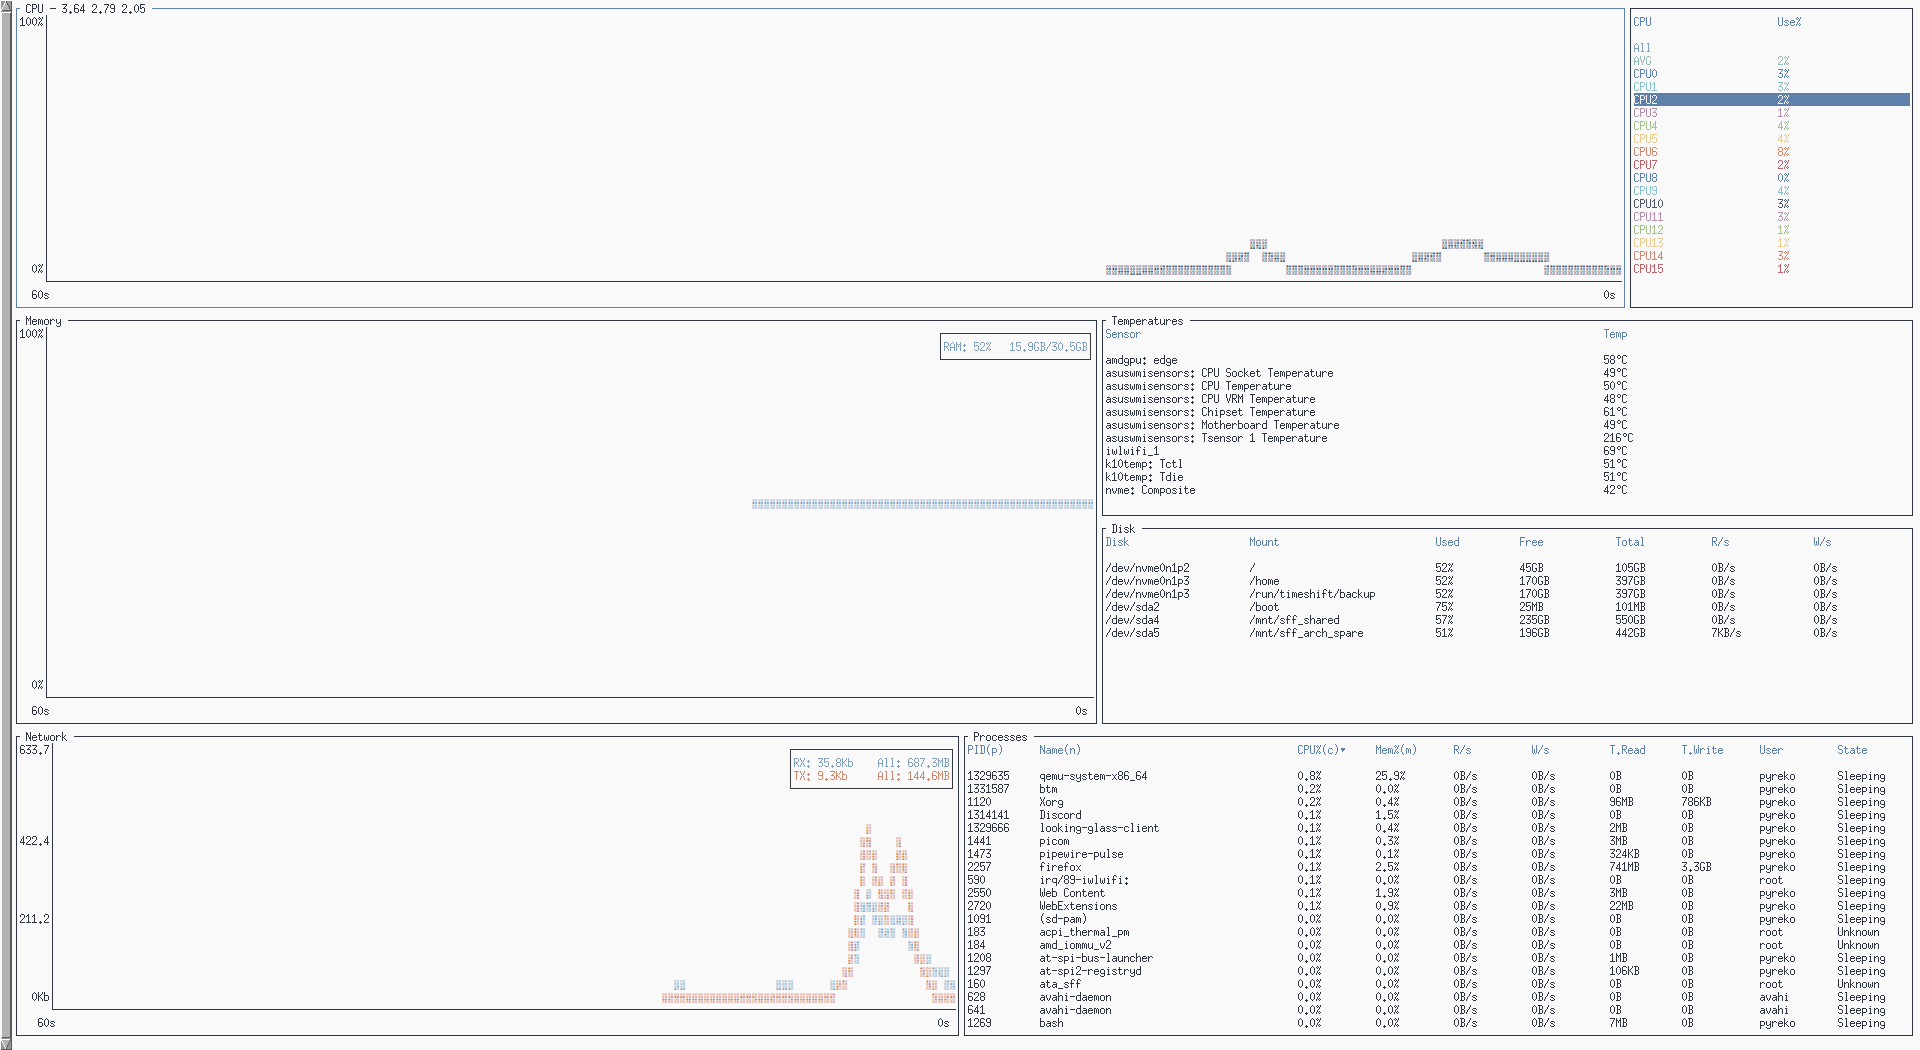 CPU — 3.64 2.79 2.05
100%
0%
60s 0s
CPU Use%
All
AVG 2%
CPU0 3%
CPU1 3%
CPU2 2%
CPU3 1%
CPU4 4%
CPU5 4%
CPU6 8%
CPU7 2%
CPU8 0%
CPU9 4%
CPU10 3%
CPU11 3%
CPU12 1%
CPU13 1%
CPU14 3%
CPU15 1%
Memory
100%
RAM: 52% 15.9GB/30.5GB
0%
60s 0s
Temperatures
Sensor Temp
amdgpu: edge 58°C
asuswmisensors: CPU Socket Temperature 49°C
asuswmisensors: CPU Temperature 50°C
asuswmisensors: CPU VRM Temperature 48°C
asuswmisensors: Chipset Temperature 61°C
asuswmisensors: Motherboard Temperature 49°C
asuswmisensors: Tsensor 1 Temperature 216°C
iwlwifi_1 69°C
k10temp: Tctl 51°C
k10temp: Tdie 51°C
nvme: Composite 42°C
Disk
Disk Mount Used Free Total R/s W/s
/dev/nvme0n1p2 / 52% 45GB 105GB 0B/s 0B/s
/dev/nvme0n1p3 /home 52% 170GB 397GB 0B/s 0B/s
/dev/nvme0n1p3 /run/timeshift/backup 52% 170GB 397GB 0B/s 0B/s
/dev/sda2 /boot 75% 25MB 101MB 0B/s 0B/s
/dev/sda4 /mnt/sff_shared 57% 235GB 550GB 0B/s 0B/s
/dev/sda5 /mnt/sff_arch_spare 51% 196GB 442GB 7KB/s 0B/s
Network
633.7
RX: 35.8Kb All: 687.3MB
TX: 9.3Kb All: 144.6MB
422.4
211.2
0Kb
60s 0s
Processes
PID(p) Name(n) CPU%(c)▼ Mem%(m) R/s W/s T.Read T.Write User State
1329635 qemu-system-x86_64 0.8% 25.9% 0B/s 0B/s 0B 0B pyreko Sleeping
1331587 btm 0.2% 0.0% 0B/s 0B/s 0B 0B pyreko Sleeping
1120 Xorg 0.2% 0.4% 0B/s 0B/s 96MB 786KB pyreko Sleeping
1314141 Discord 0.1% 1.5% 0B/s 0B/s 0B 0B pyreko Sleeping
1329666 looking-glass-client 0.1% 0.4% 0B/s 0B/s 2MB 0B pyreko Sleeping
1441 picom 0.1% 0.3% 0B/s 0B/s 3MB 0B pyreko Sleeping
1473 pipewire-pulse 0.1% 0.1% 0B/s 0B/s 324KB 0B pyreko Sleeping
2257 firefox 0.1% 2.5% 0B/s 0B/s 741MB 3.3GB pyreko Sleeping
590 irq/89-iwlwifi: 0.1% 0.0% 0B/s 0B/s 0B 0B root Sleeping
2550 Web Content 0.1% 1.9% 0B/s 0B/s 3MB 0B pyreko Sleeping
2720 WebExtensions 0.1% 0.9% 0B/s 0B/s 22MB 0B pyreko Sleeping
1091 (sd-pam) 0.0% 0.0% 0B/s 0B/s 0B 0B pyreko Sleeping
183 acpi_thermal_pm 0.0% 0.0% 0B/s 0B/s 0B 0B root Unknown
184 amd_iommu_v2 0.0% 0.0% 0B/s 0B/s 0B 0B root Unknown
1208 at-spi-bus-launcher 0.0% 0.0% 0B/s 0B/s 1MB 0B pyreko Sleeping
1297 at-spi2-registryd 0.0% 0.0% 0B/s 0B/s 106KB 0B pyreko Sleeping
160 ata_sff 0.0% 0.0% 0B/s 0B/s 0B 0B root Unknown
628 avahi-daemon 0.0% 0.0% 0B/s 0B/s 0B 0B avahi Sleeping
641 avahi-daemon 0.0% 0.0% 0B/s 0B/s 0B 0B avahi Sleeping
1269 bash 0.0% 0.0% 0B/s 0B/s 7MB 0B pyreko Sleeping